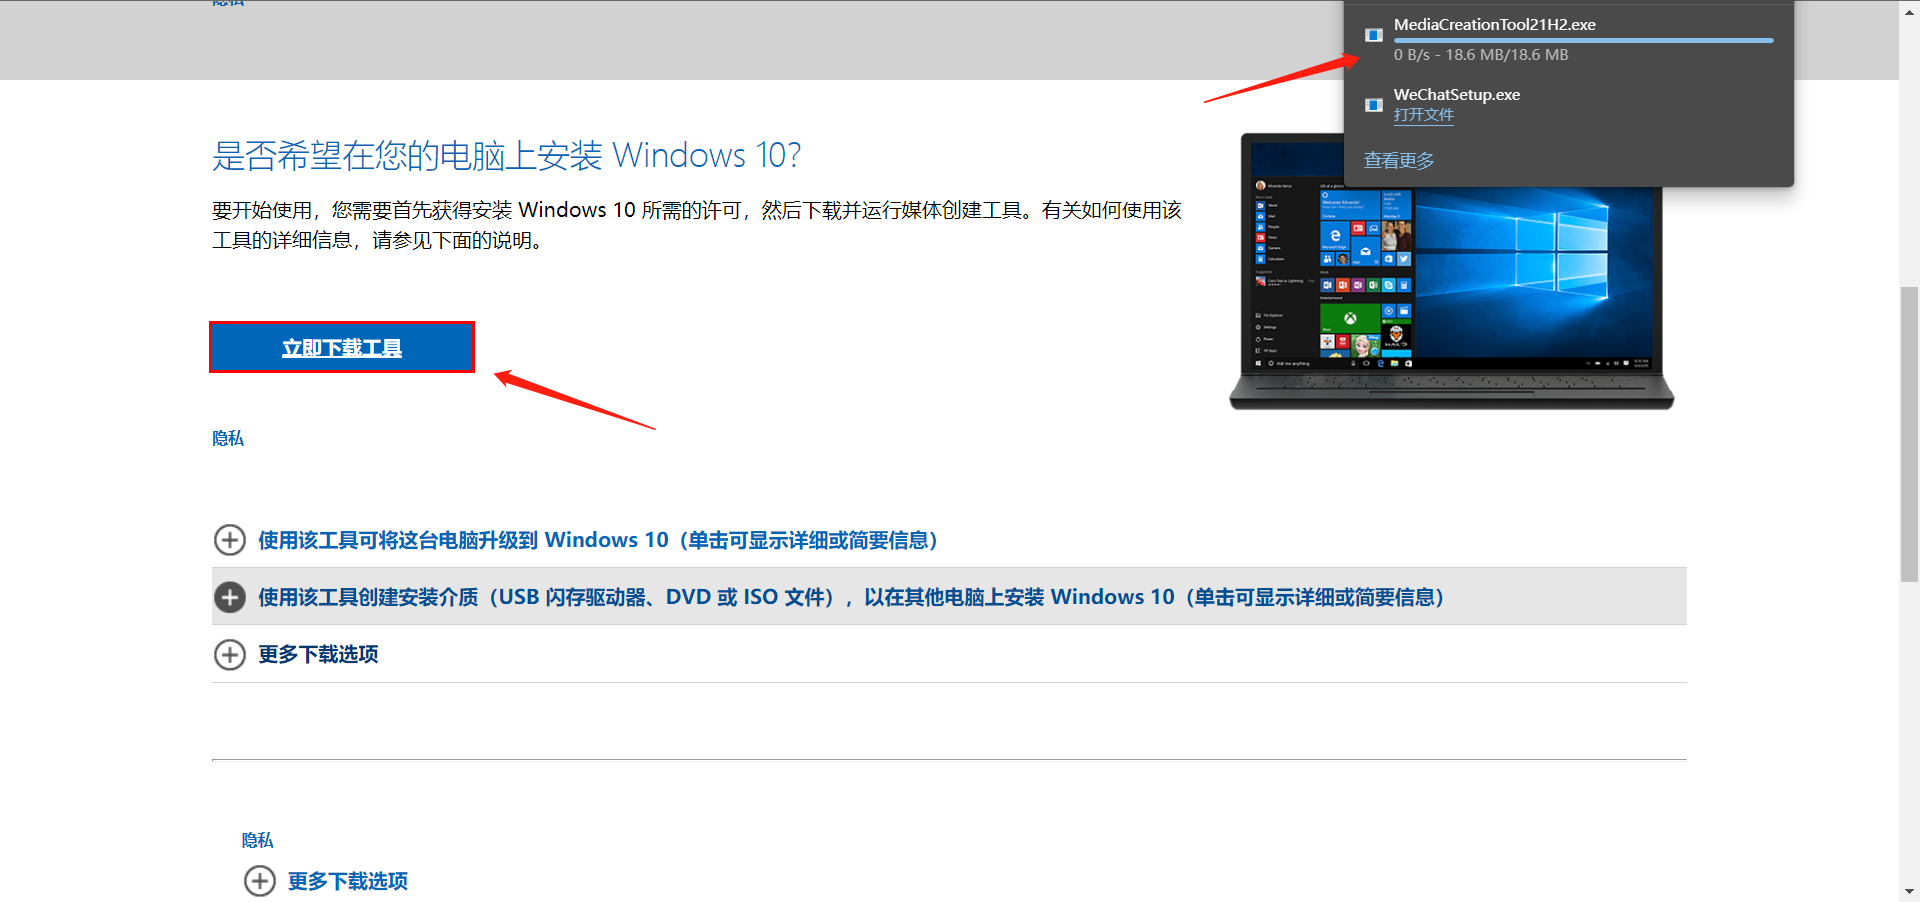 MediaCreationTool21H2.exe
0 B/s - 18.6 MB/18.6 MB
WeChatSetup.exe
打开文件
查看更多
是否希望在您的电脑上安装 Windows 10？
要开始使用，您需要首先获得安装 Windows 10 所需的许可，然后下载并运行媒体创建工具。有关如何使用该
工具的详细信息，请参见下面的说明。
立即下载工具
隐私
使用该工具可将这台电脑升级到 Windows 10（单击可显示详细或简要信息）
使用该工具创建安装介质（USB 闪存驱动器、DVD 或 ISO 文件），以在其他电脑上安装 Windows 10（单击可显示详细或简要信息）
更多下载选项
隐私
更多下载选项